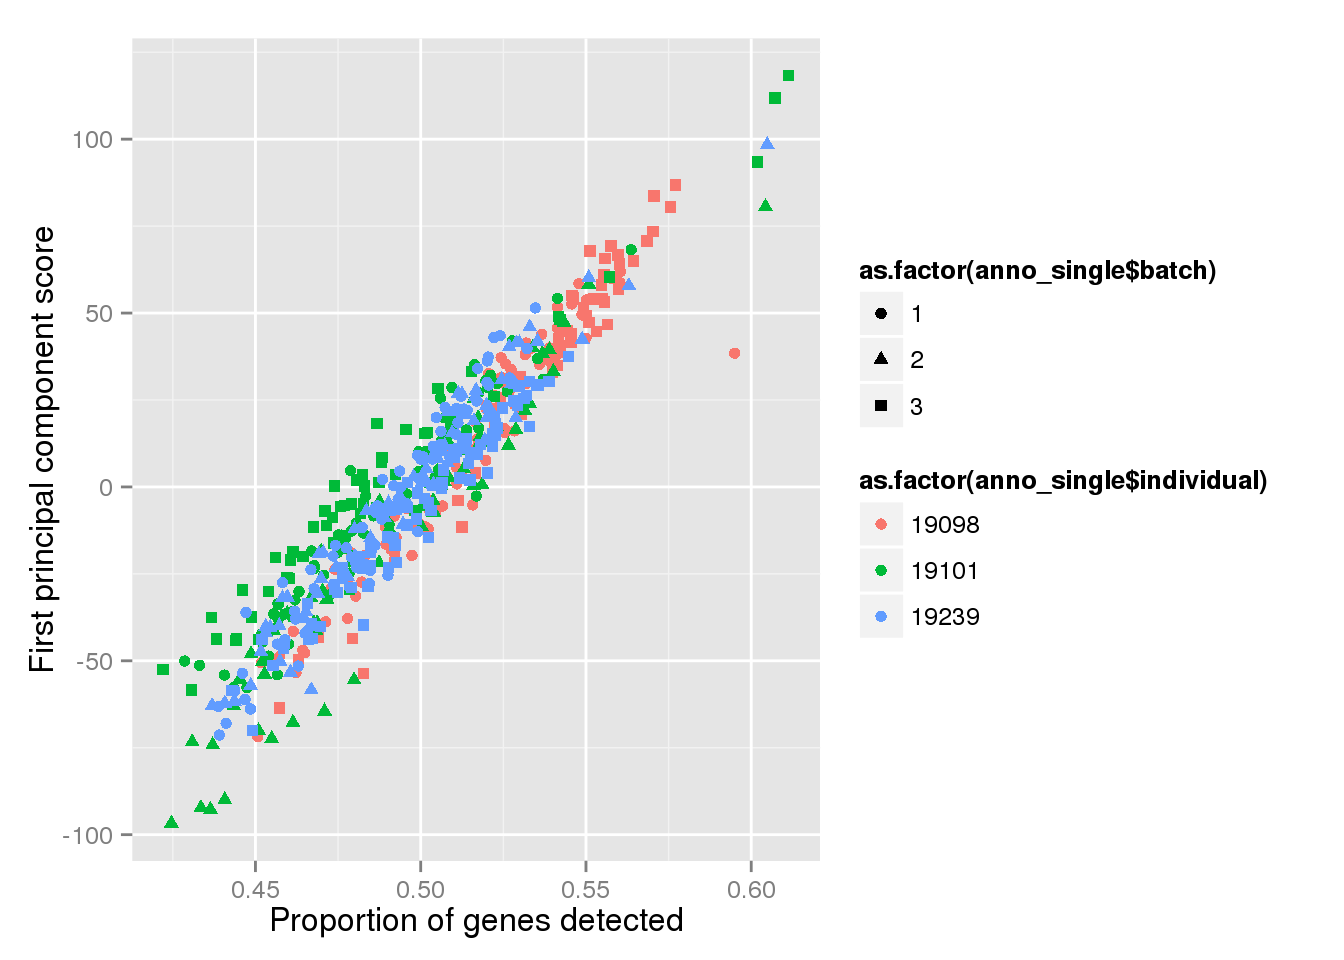 First principal component score
100
50
0
-50
-100
0.45 0.50 0.55 0.60
Proportion of genes detected
as.factor(anno_single$batch)
1
2
3
as.factor(anno_single$individual)
19098
19101
19239